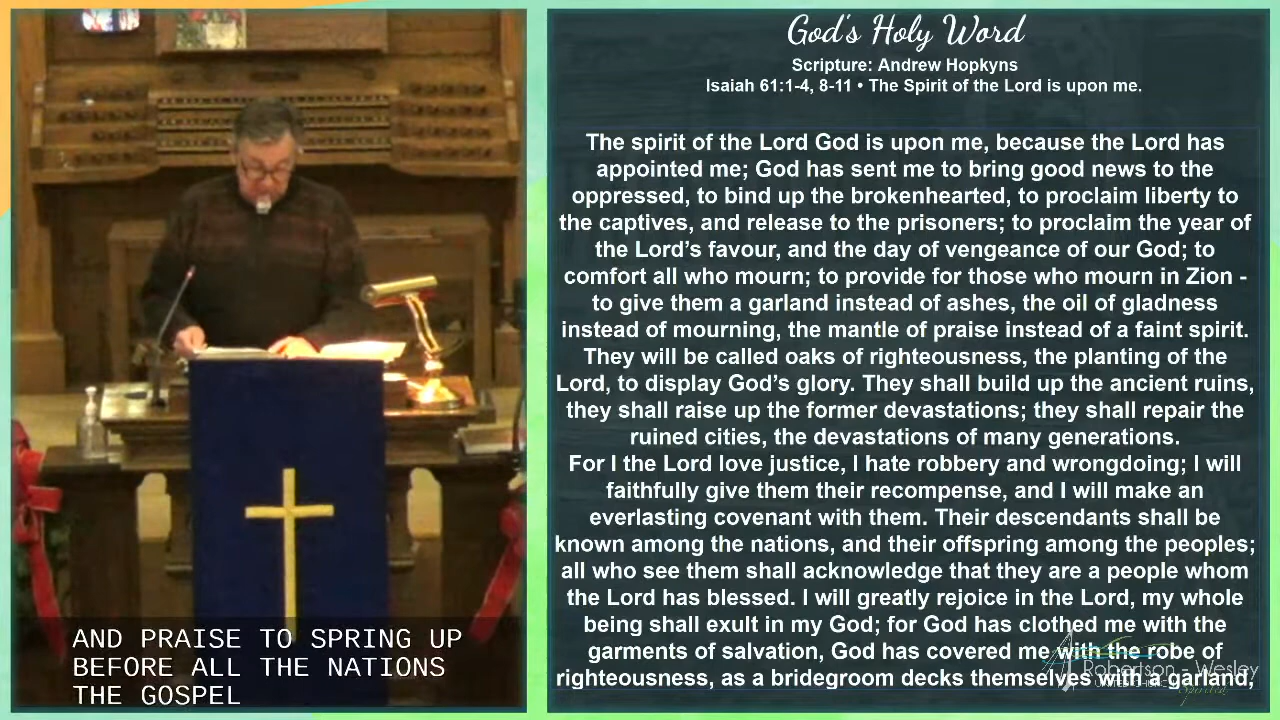 God's Holy Word
Scripture: Andrew Hopkyns
Isaiah 61:1-4, 8-11 • The Spirit of the Lord is upon me.
The spirit of the Lord God is upon me, because the Lord has
appointed me; God has sent me to bring good news to the
oppressed, to bind up the brokenhearted, to proclaim liberty to
the captives, and release to the prisoners; to proclaim the year of
the Lord’s favour, and the day of vengeance of our God; to
comfort all who mourn; to provide for those who mourn in Zion -
to give them a garland instead of ashes, the oil of gladness
instead of mourning, the mantle of praise instead of a faint spirit.
They will be called oaks of righteousness, the planting of the
Lord, to display God’s glory. They shall build up the ancient ruins,
they shall raise up the former devastations; they shall repair the
ruined cities, the devastations of many generations.
For I the Lord love justice, I hate robbery and wrongdoing; I will
faithfully give them their recompense, and I will make an
everlasting covenant with them. Their descendants shall be
known among the nations, and their offspring among the peoples;
all who see them shall acknowledge that they are a people whom
the Lord has blessed. I will greatly rejoice in the Lord, my whole
being shall exult in my God; for God has clothed me with the
garments of salvation, God has covered me with the robe of
righteousness, as a bridegroom decks themselves with a garland,
Robertson - Wesley
AND PRAISE TO SPRING UP
BEFORE ALL THE NATIONS
THE GOSPEL